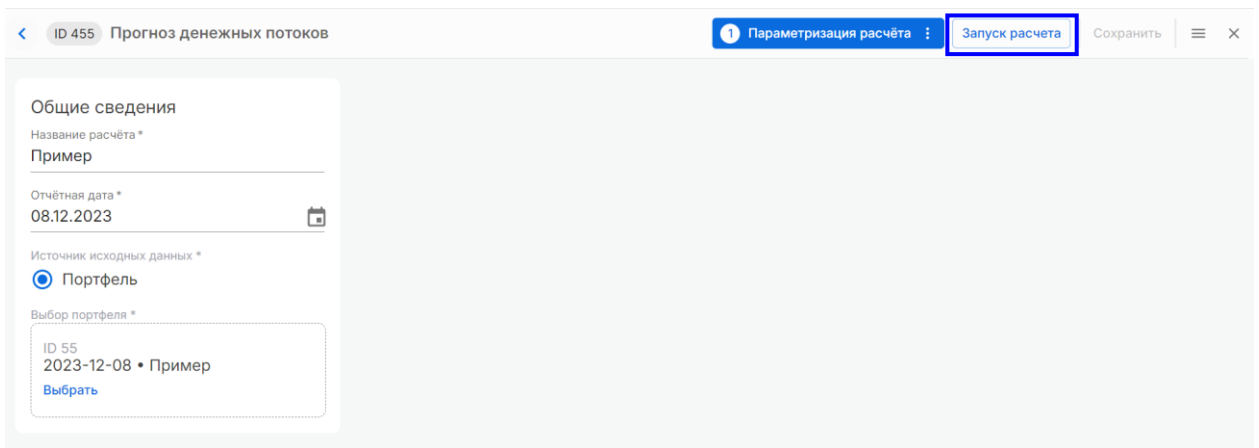 ID 455 Прогноз денежных потоков 1 Параметризация расчёта Запуск расчета Сохранить
Общие сведения
Название расчёта *
Пример
Отчётная дата *
08.12.2023
Источник исходных данных *
Портфель
Выбор портфеля *
ID 55
2023-12-08 • Пример
Выбрать